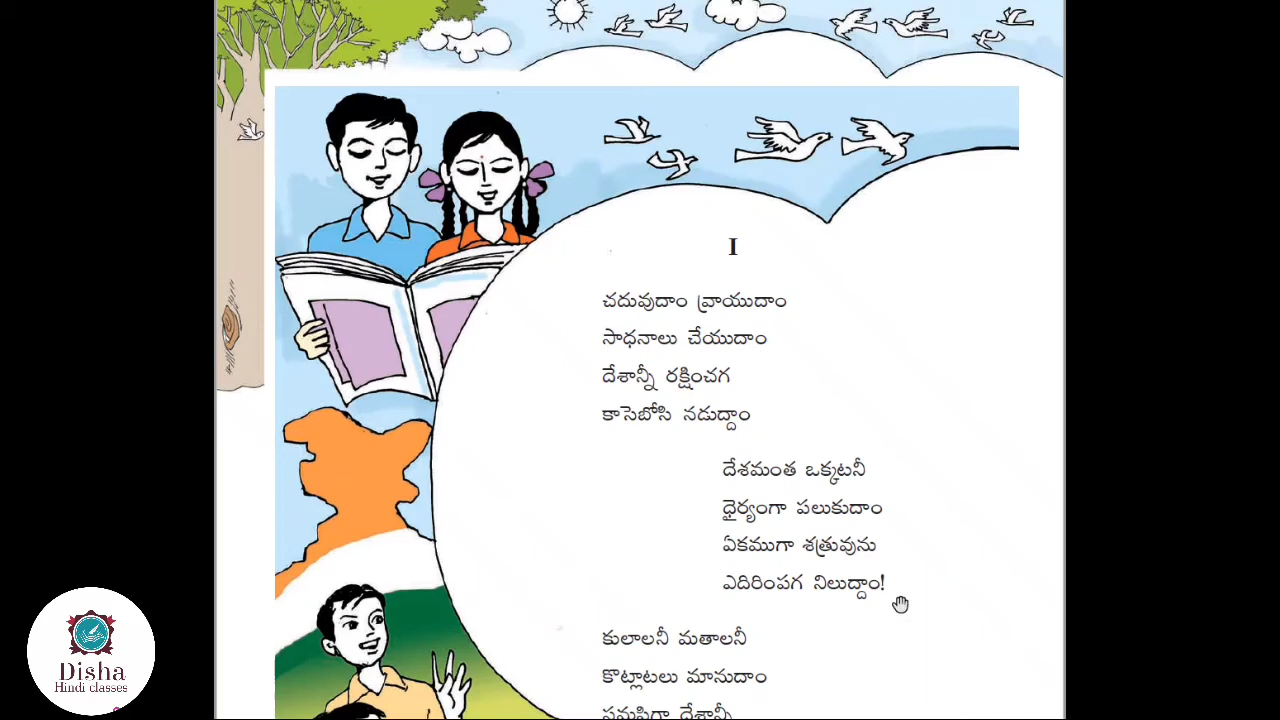 I
చదువుదాం వ్రాయుదాం
సాధనాలు చేయుదాం
దేశాన్నీ రక్షించగ
కాసెబోసి నడుద్దాం
దేశమంత ఒక్కటనీ
ధైర్యంగా పలుకుదాం
ఏకముగా శత్రువును
ఎదిరింపగ నిలుద్దాం!
కులాలనీ మతాలనీ
కొట్లాటలు మానుదాం
సమష్టిగా దేశాన్నీ
Disha
Hindi classes